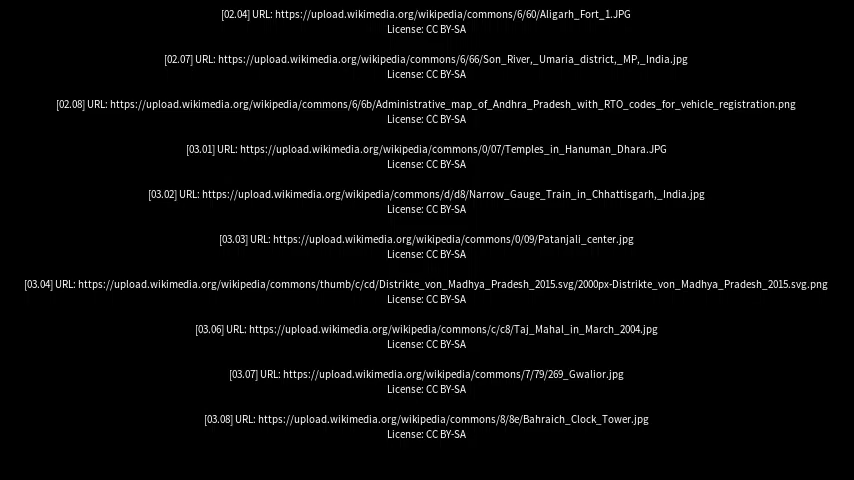 [02.04] URL: https://upload.wikimedia.org/wikipedia/commons/6/60/Aligarh_Fort_1.JPG
License: CC BY-SA
[02.07] URL: https://upload.wikimedia.org/wikipedia/commons/6/66/Son_River,_Umaria_district,_MP,_India.jpg
License: CC BY-SA
[02.08] URL: https://upload.wikimedia.org/wikipedia/commons/6/6b/Administrative_map_of_Andhra_Pradesh_with_RTO_codes_for_vehicle_registration.png
License: CC BY-SA
[03.01] URL: https://upload.wikimedia.org/wikipedia/commons/0/07/Temples_in_Hanuman_Dhara.JPG
License: CC BY-SA
[03.02] URL: https://upload.wikimedia.org/wikipedia/commons/d/d8/Narrow_Gauge_Train_in_Chhattisgarh,_India.jpg
License: CC BY-SA
[03.03] URL: https://upload.wikimedia.org/wikipedia/commons/0/09/Patanjali_center.jpg
License: CC BY-SA
[03.04] URL: https://upload.wikimedia.org/wikipedia/commons/thumb/c/cd/Distrikte_von_Madhya_Pradesh_2015.svg/2000px-Distrikte_von_Madhya_Pradesh_2015.svg.png
License: CC BY-SA
[03.06] URL: https://upload.wikimedia.org/wikipedia/commons/c/c8/Taj_Mahal_in_March_2004.jpg
License: CC BY-SA
[03.07] URL: https://upload.wikimedia.org/wikipedia/commons/7/79/269_Gwalior.jpg
License: CC BY-SA
[03.08] URL: https://upload.wikimedia.org/wikipedia/commons/8/8e/Bahraich_Clock_Tower.jpg
License: CC BY-SA